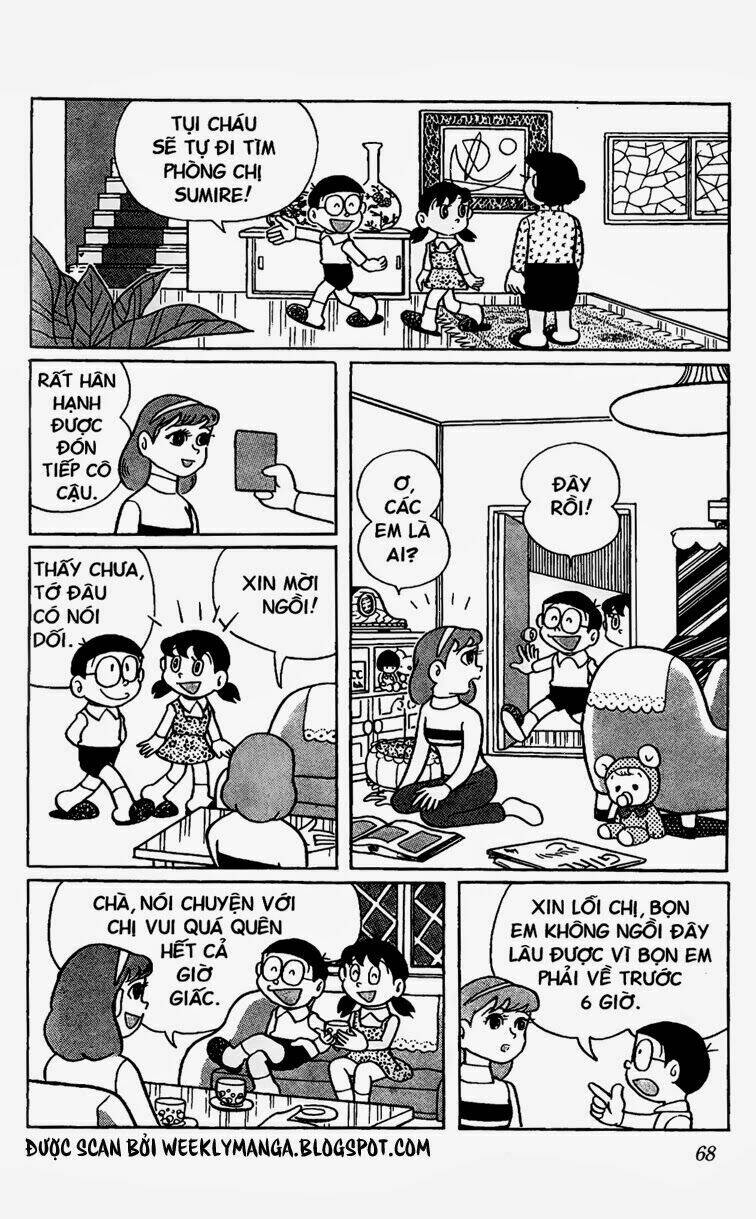 TỤI CHÁU
SẼ TỰ ĐI TÌM
PHÒNG CHỊ
SUMIRE!
Ơ,
CÁC
EM LÀ
AI?
ĐÂY
RỒI!
RẤT HÂN
HẠNH
ĐƯỢC
ĐÓN
TIẾP CÔ
CẬU.
THẤY CHƯA,
TỚ ĐÂU
CÓ NÓI
DỐI.
XIN MỜI
NGỒI!
CHÀ, NÓI CHUYỆN VỚI
CHỊ VUI QUÁ QUÊN
HẾT CẢ
GIỜ
GIẤC.
XIN LỖI CHỊ, BỌN
EM KHÔNG NGỒI ĐÂY
LÂU ĐƯỢC VÌ BỌN EM
PHẢI VỀ TRƯỚC
6 GIỜ.
ĐƯỢC SCAN BỞI WEEKLYMANGA.BLOGSPOT.COM
68